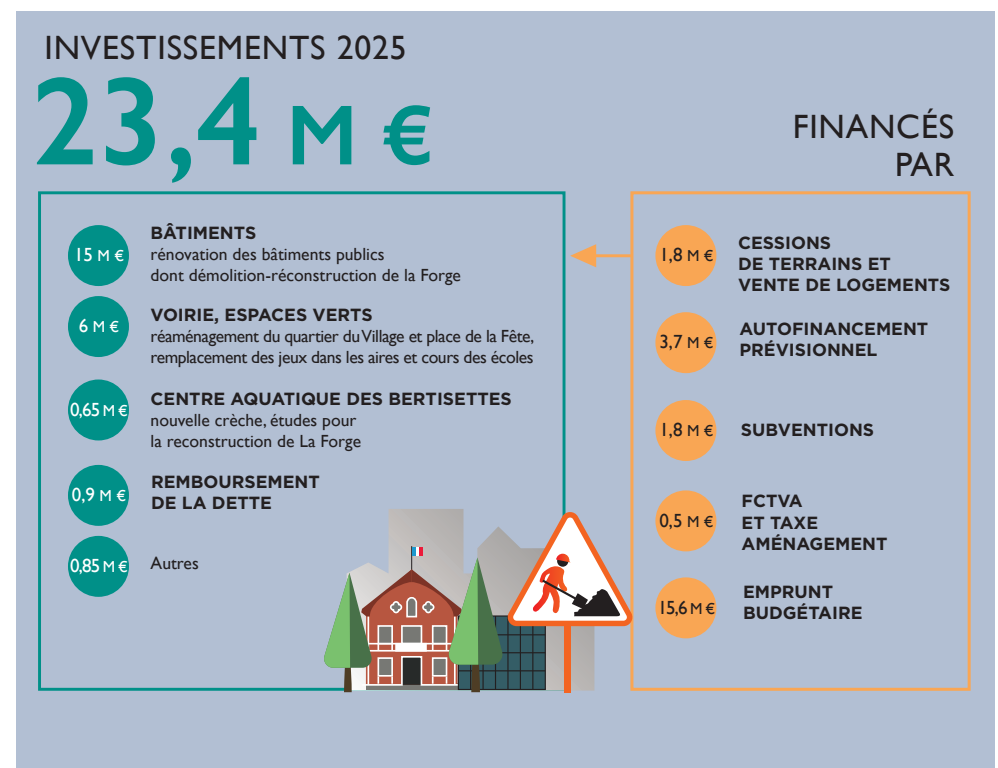 INVESTISSEMENTS 2025
23,4 M €
15 M €
BÂTIMENTS
rénovation des bâtiments publics
dont démolition-réconstruction de la Forge
6 M €
VOIRIE, ESPACES VERTS
réaménagement du quartier du Village et place de la Fête,
remplacement des jeux dans les aires et cours des écoles
0,65 M €
CENTRE AQUATIQUE DES BERTISETTES
nouvelle crèche, études pour
la reconstruction de La Forge
0,9 M €
REMBOURSEMENT
DE LA DETTE
0,85 M €
Autres
FINANCÉS
PAR
1,8 M €
CESSIONS
DE TERRAINS ET
VENTE DE LOGEMENTS
3,7 M €
AUTOFINANCEMENT
PRÉVISIONNEL
1,8 M €
SUBVENTIONS
0,5 M €
FCTVA
ET TAXE
AMÉNAGEMENT
15,6 M €
EMPRUNT
BUDGÉTAIRE